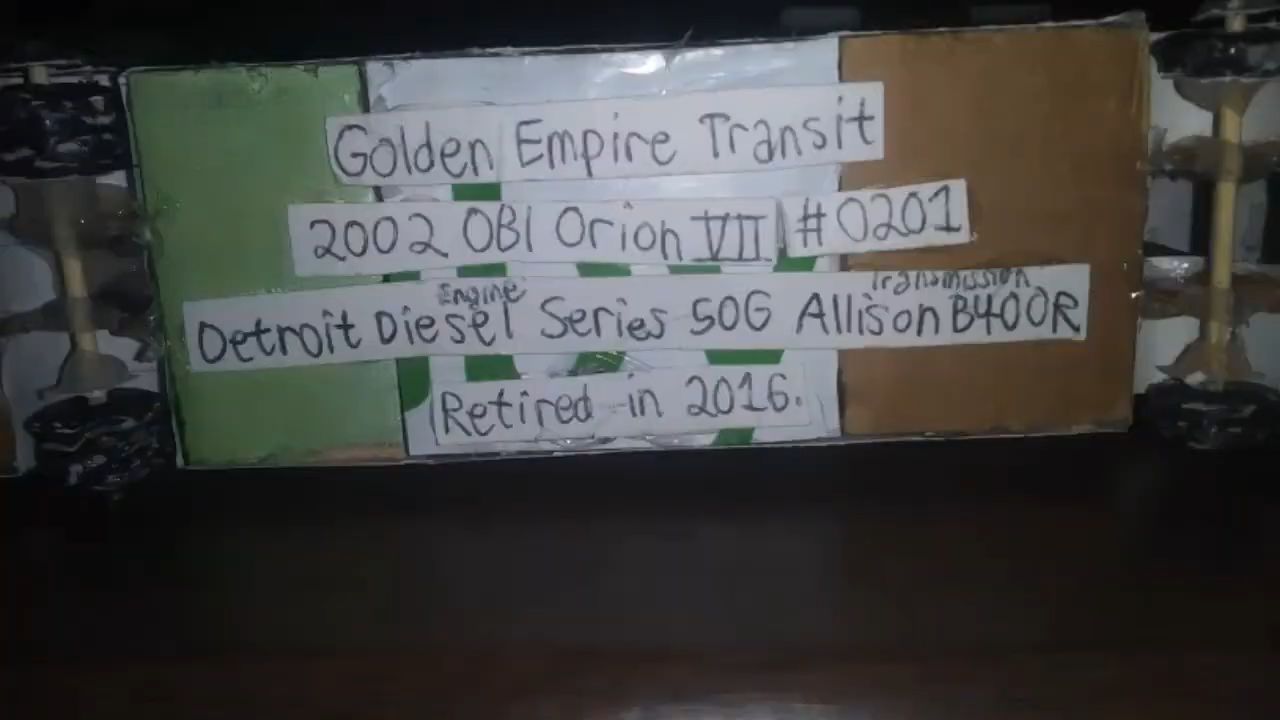 Golden Empire Transit
2002 OBI Orion VII #0201
Engine Transmission
Detroit Diesel Series 50G Allison B400R
Retired in 2016.